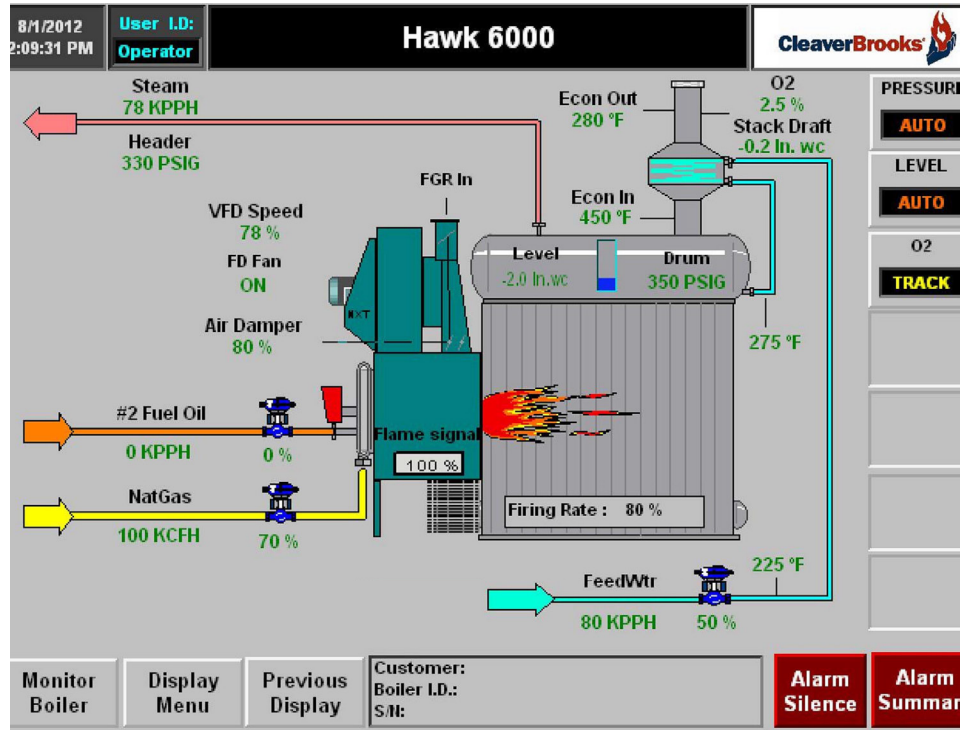 8/1/2012
2:09:31 PM
User I.D:
Operator
Hawk 6000
CleaverBrooks
Steam
78 KPPH
Header
330 PSIG
Econ Out
280 °F
O2
2.5 %
Stack Draft
-0.2 In. wc
PRESSURE
AUTO
LEVEL
AUTO
O2
TRACK
FGR In
Econ In
450 °F
VFD Speed
78 %
FD Fan
ON
Air Damper
80 %
NXT
Level
-2.0 In.wc
Drum
350 PSIG
275 °F
#2 Fuel Oil
0 KPPH
0 %
Flame signal
100 %
NatGas
100 KCFH
70 %
Firing Rate : 80 %
FeedWtr
80 KPPH
50 %
225 °F
Monitor
Boiler
Display
Menu
Previous
Display
Customer:
Boiler I.D.:
S/N:
Alarm
Silence
Alarm
Summar